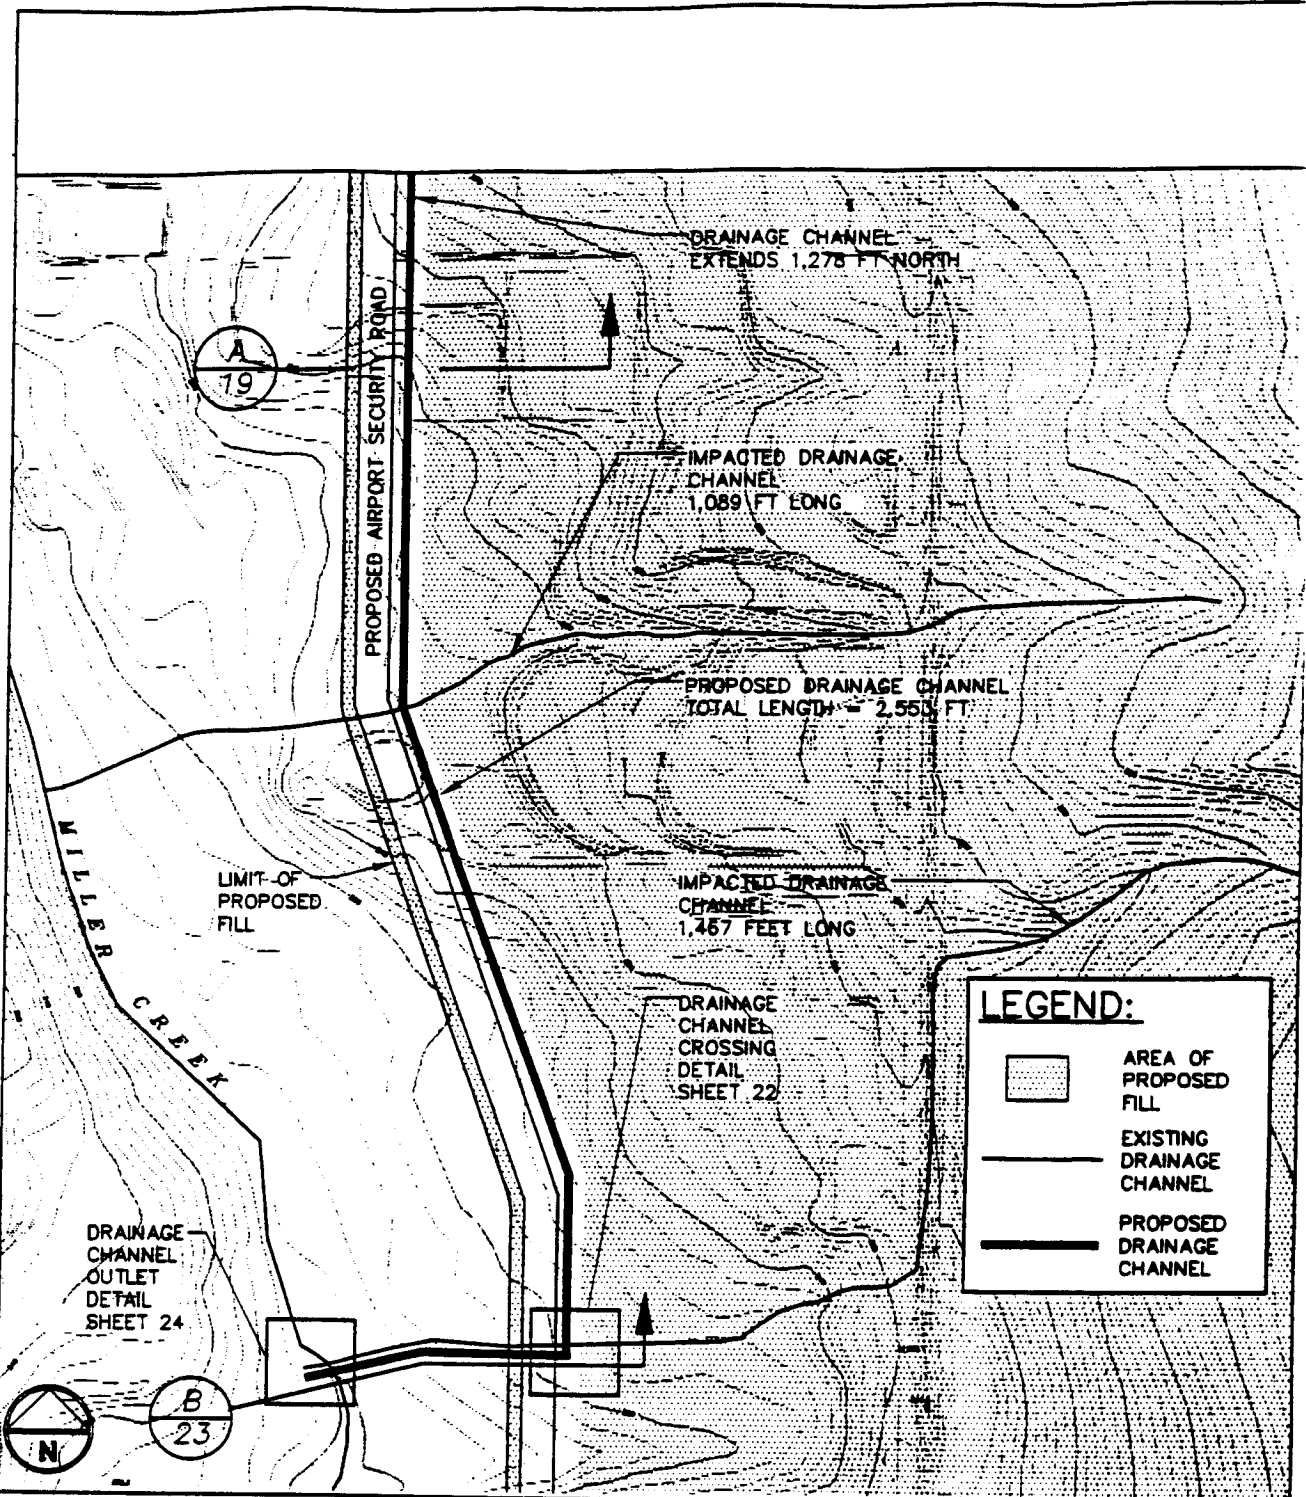 DRAINAGE CHANNEL
EXTENDS 1,278 FT NORTH
PROPOSED AIRPORT SECURITY ROAD
A
19
IMPACTED DRAINAGE
CHANNEL
1,089 FT LONG
PROPOSED DRAINAGE CHANNEL
TOTAL LENGTH = 2,553 FT
MILLER CREEK
LIMIT OF
PROPOSED
FILL
IMPACTED DRAINAGE
CHANNEL
1,467 FEET LONG
DRAINAGE
CHANNEL
CROSSING
DETAIL
SHEET 22
LEGEND:
AREA OF
PROPOSED
FILL
EXISTING
DRAINAGE
CHANNEL
PROPOSED
DRAINAGE
CHANNEL
DRAINAGE
CHANNEL
OUTLET
DETAIL
SHEET 24
B
23
N